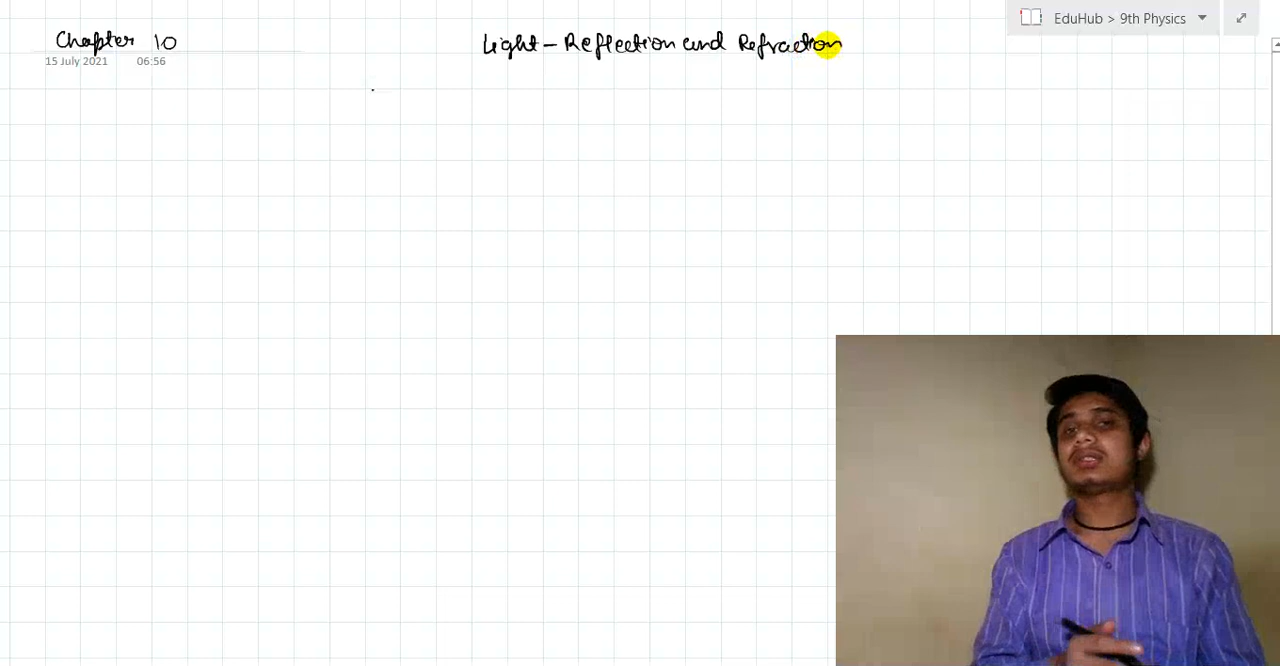 EduHub > 9th Physics
Chapter 10
Light - Reflection and Refraction
15 July 2021 06:56